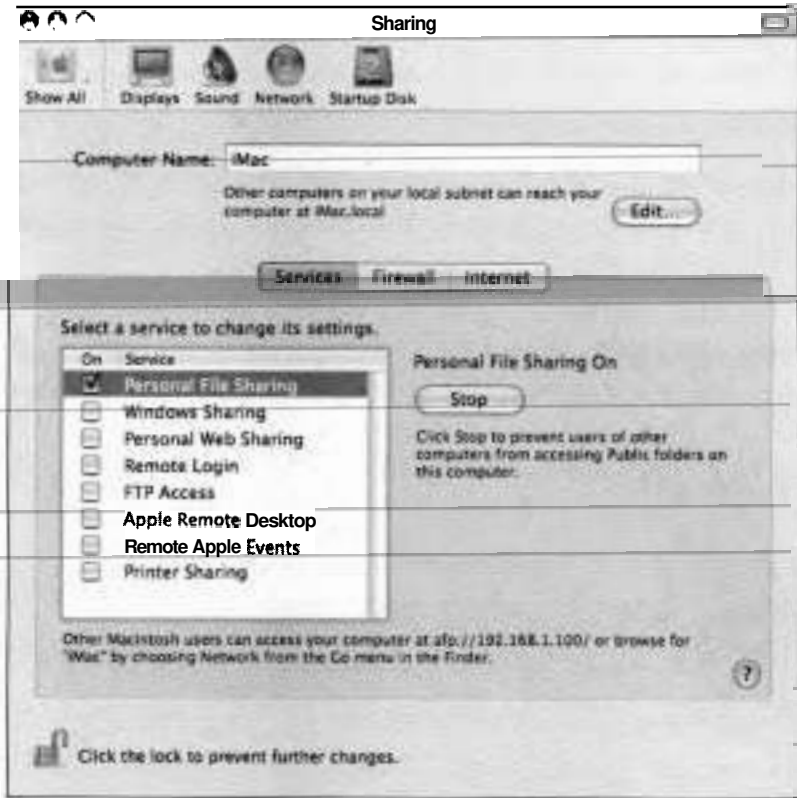 Sharing
Show All Displays Sound Network Startup Disk
Computer Name: iMac
Other computers on your local subnet can reach your
computer at iMac.local
Edit...
Services Firewall Internet
Select a service to change its settings.
On Service
Personal File Sharing
Windows Sharing
Personal Web Sharing
Remote Login
FTP Access
Apple Remote Desktop
Remote Apple Events
Printer Sharing
Personal File Sharing On
Stop
Click Stop to prevent users of other
computers from accessing Public folders on
this computer.
Other Macintosh users can access your computer at afp://192.168.1.100/ or browse for
"iMac" by choosing Network from the Go menu in the Finder.
?
Click the lock to prevent further changes.